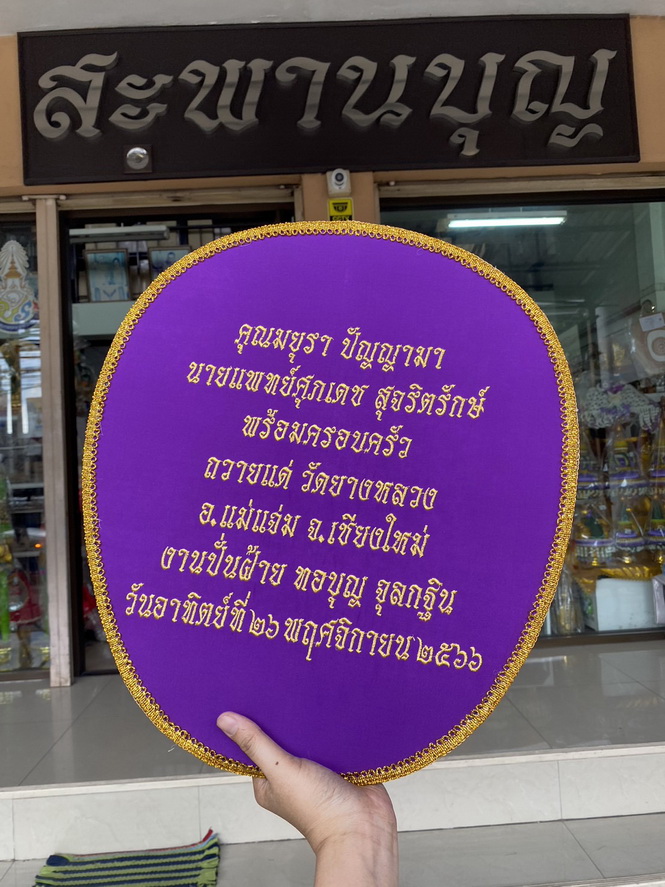 สะพานบุญ
คุณมยุรา ปัญญามา
นายแพทย์ศุภเดช สุจริตรักษ์
พร้อมครอบครัว
ถวายแด่ วัดยางหลวง
อ.แม่แจ่ม จ.เชียงใหม่
งานปั่นฝ้าย ทอบุญ จุลกฐิน
วันอาทิตย์ที่ ๒๖ พฤศจิกายน ๒๕๖๖